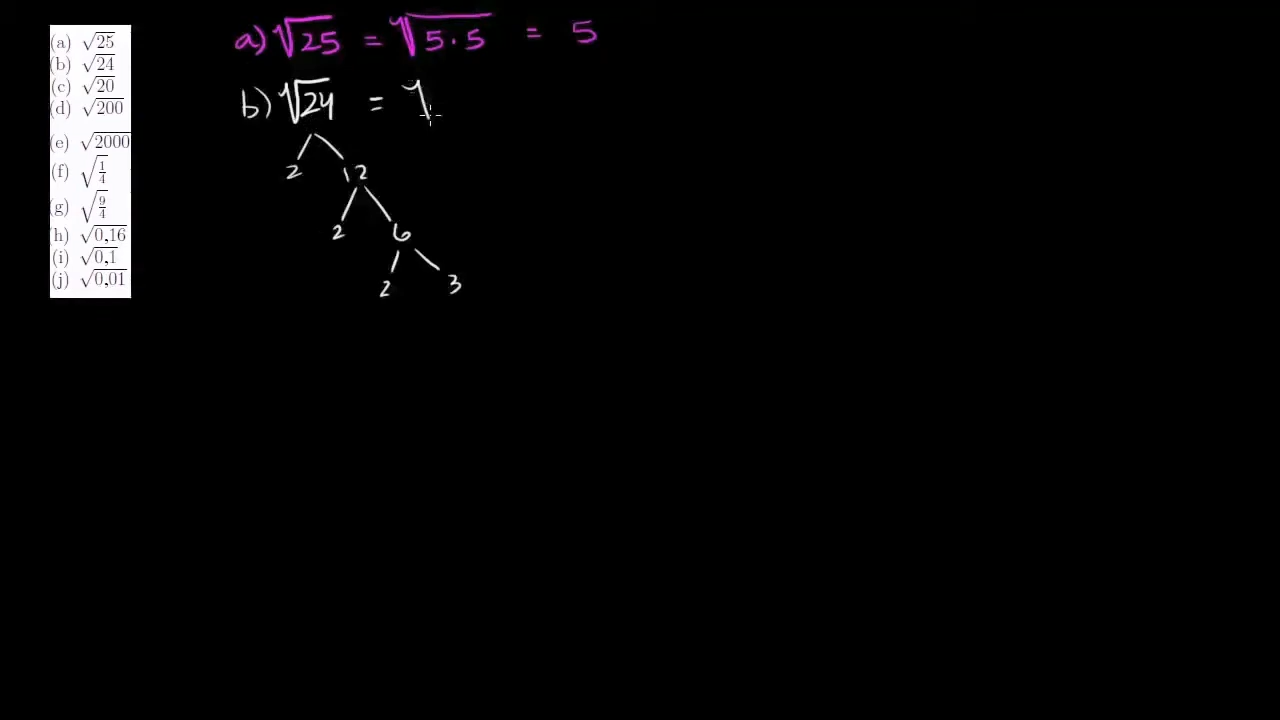 (a) √25
(b) √24
(c) √20
(d) √200
(e) √2000
(f) √1/4
(g) √9/4
(h) √0,16
(i) √0,1
(j) √0,01
a) √25 = √5·5 = 5
b) √24 = √
2 12
2 6
2 3